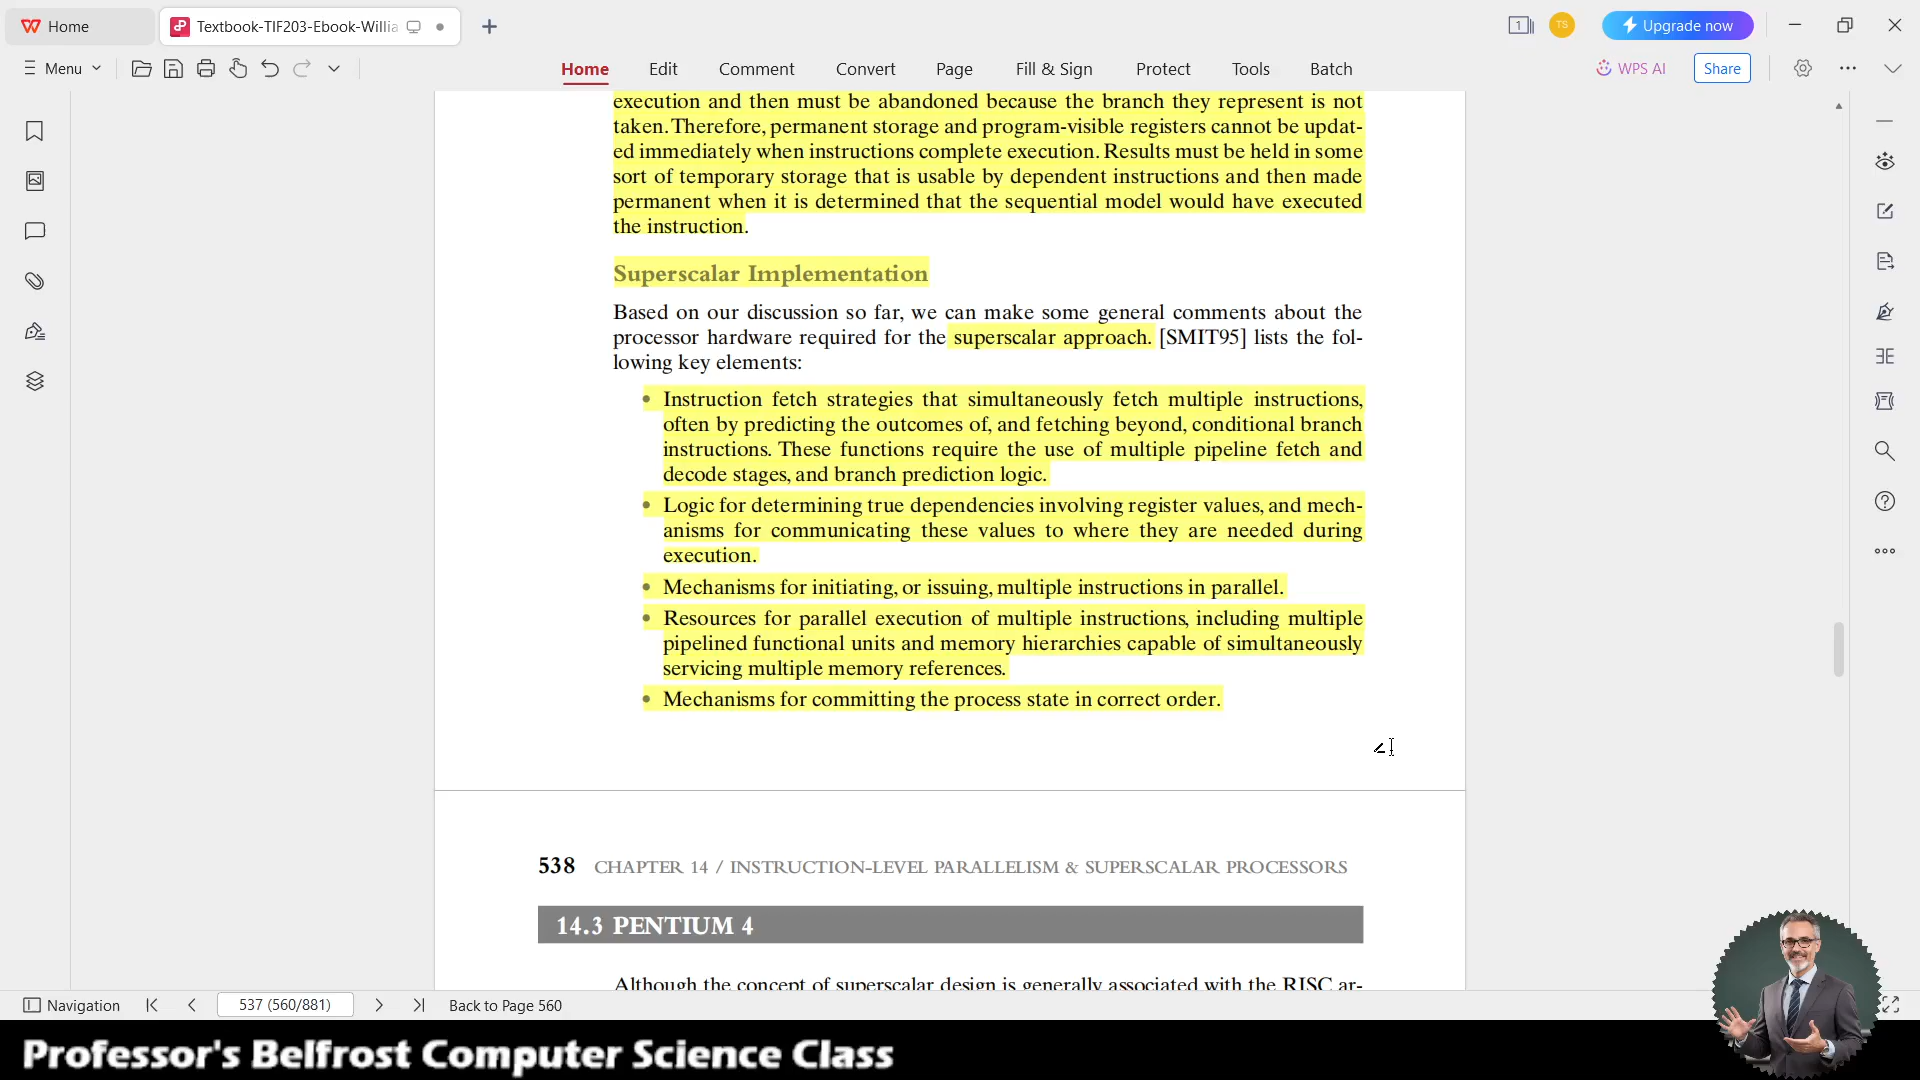 Home
Textbook-TIF203-Ebook-Willia
1
TS
Upgrade now
Menu
Home
Edit
Comment
Convert
Page
Fill & Sign
Protect
Tools
Batch
WPS AI
Share
execution and then must be abandoned because the branch they represent is not
taken. Therefore, permanent storage and program-visible registers cannot be updat-
ed immediately when instructions complete execution. Results must be held in some
sort of temporary storage that is usable by dependent instructions and then made
permanent when it is determined that the sequential model would have executed
the instruction.
Superscalar Implementation
Based on our discussion so far, we can make some general comments about the
processor hardware required for the superscalar approach. [SMIT95] lists the fol-
lowing key elements:
• Instruction fetch strategies that simultaneously fetch multiple instructions,
often by predicting the outcomes of, and fetching beyond, conditional branch
instructions. These functions require the use of multiple pipeline fetch and
decode stages, and branch prediction logic.
• Logic for determining true dependencies involving register values, and mech-
anisms for communicating these values to where they are needed during
execution.
• Mechanisms for initiating, or issuing, multiple instructions in parallel.
• Resources for parallel execution of multiple instructions, including multiple
pipelined functional units and memory hierarchies capable of simultaneously
servicing multiple memory references.
• Mechanisms for committing the process state in correct order.
538 CHAPTER 14 / INSTRUCTION-LEVEL PARALLELISM & SUPERSCALAR PROCESSORS
14.3 PENTIUM 4
Although the concept of superscalar design is generally associated with the RISC ar-
Navigation
537 (560/881)
Back to Page 560
Professor's Belfrost Computer Science Class